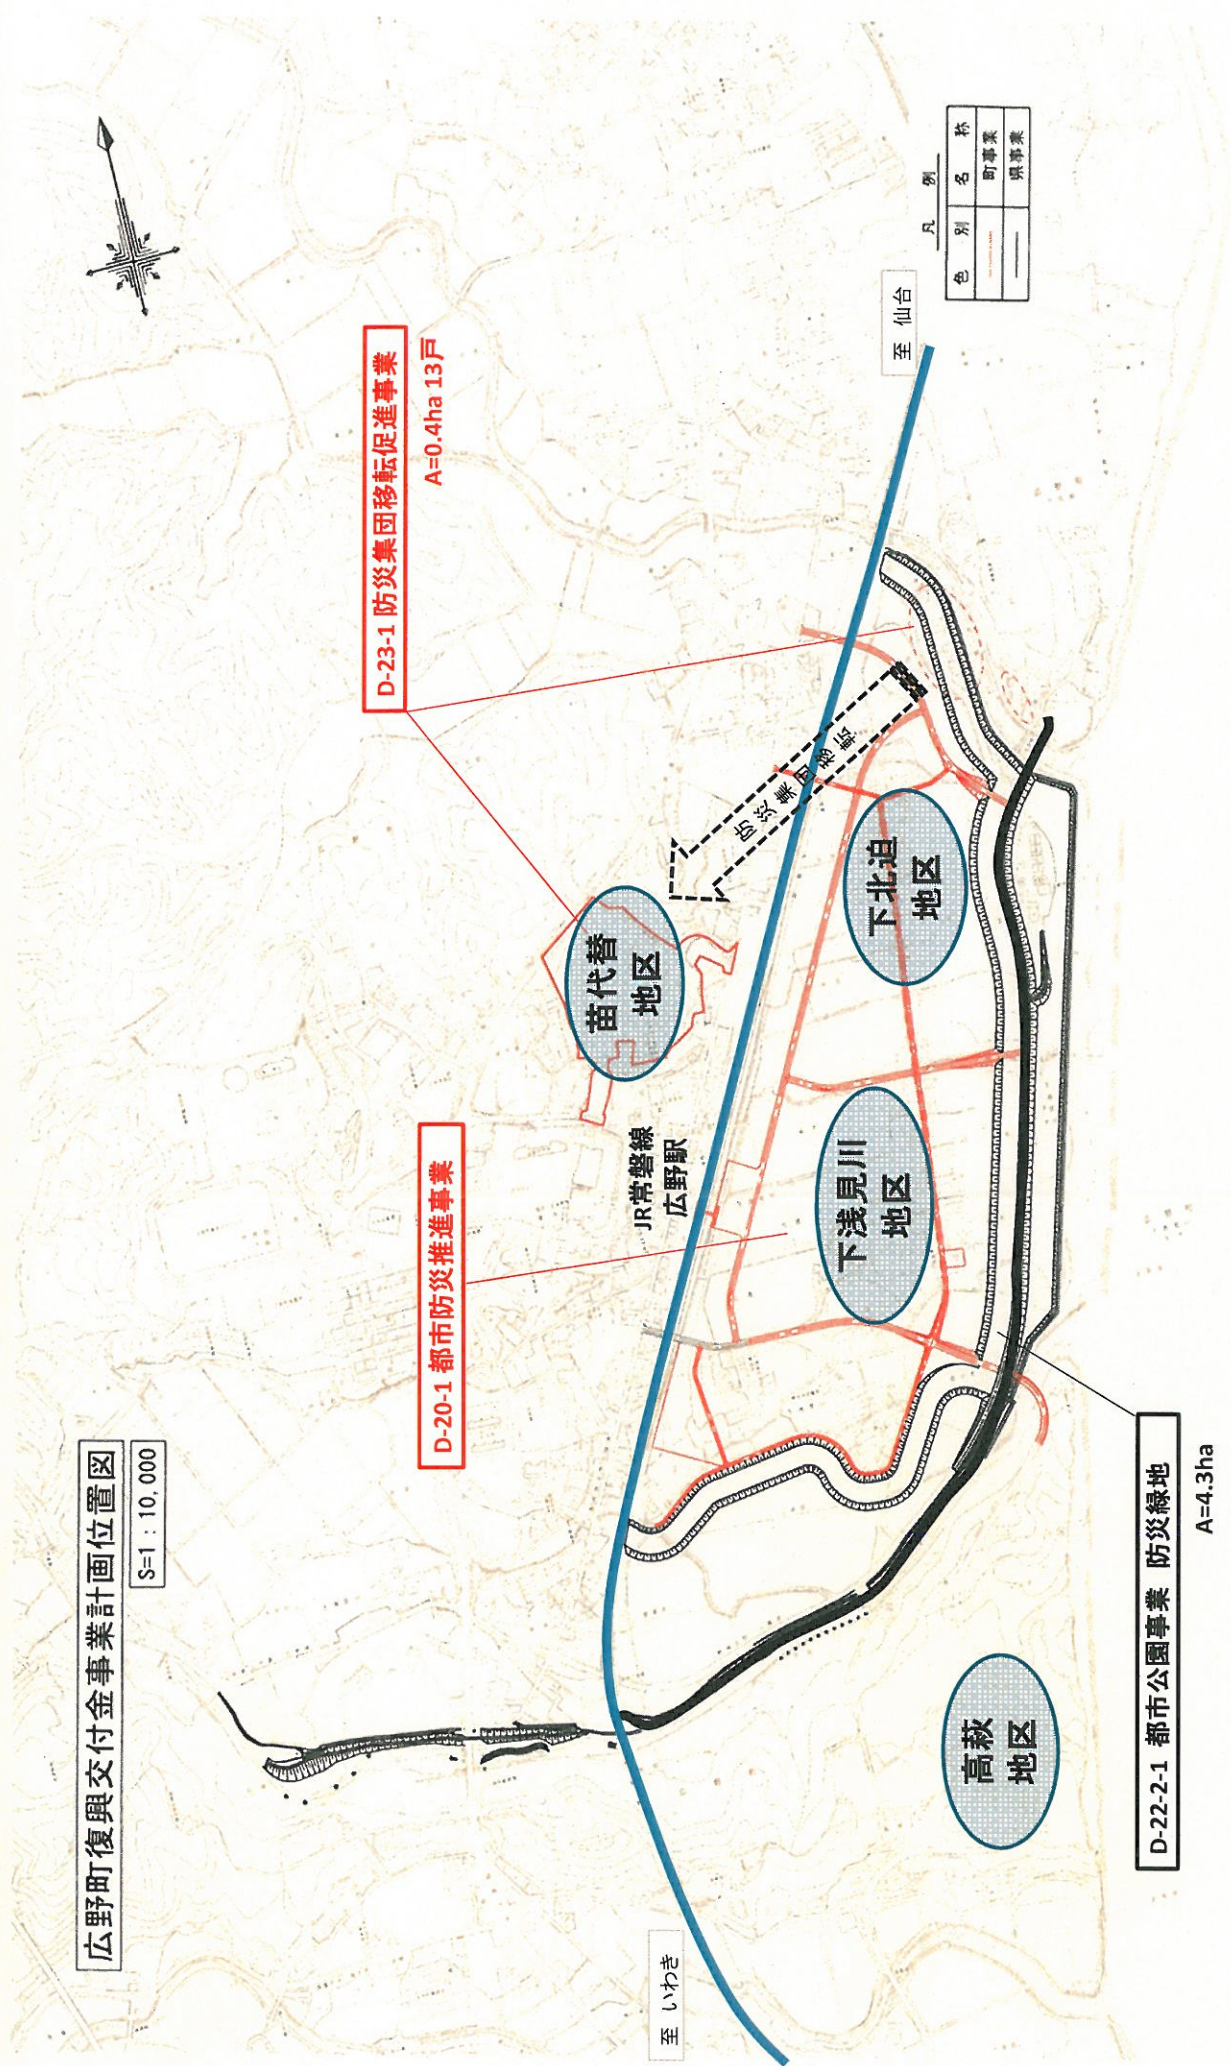 広野町復興交付金事業計画位置図
S=1:10,000
D-23-1 防災集団移転促進事業
A=0.4ha 13戸
D-20-1 都市防災推進事業
苗代替
地区
防災集団移転
JR常磐線
広野駅
下浅見川
地区
下北迫
地区
高萩
地区
至 いわき
至 仙台
凡 例
色 別 名 称
町事業
県事業
D-22-2-1 都市公園事業 防災緑地
A=4.3ha